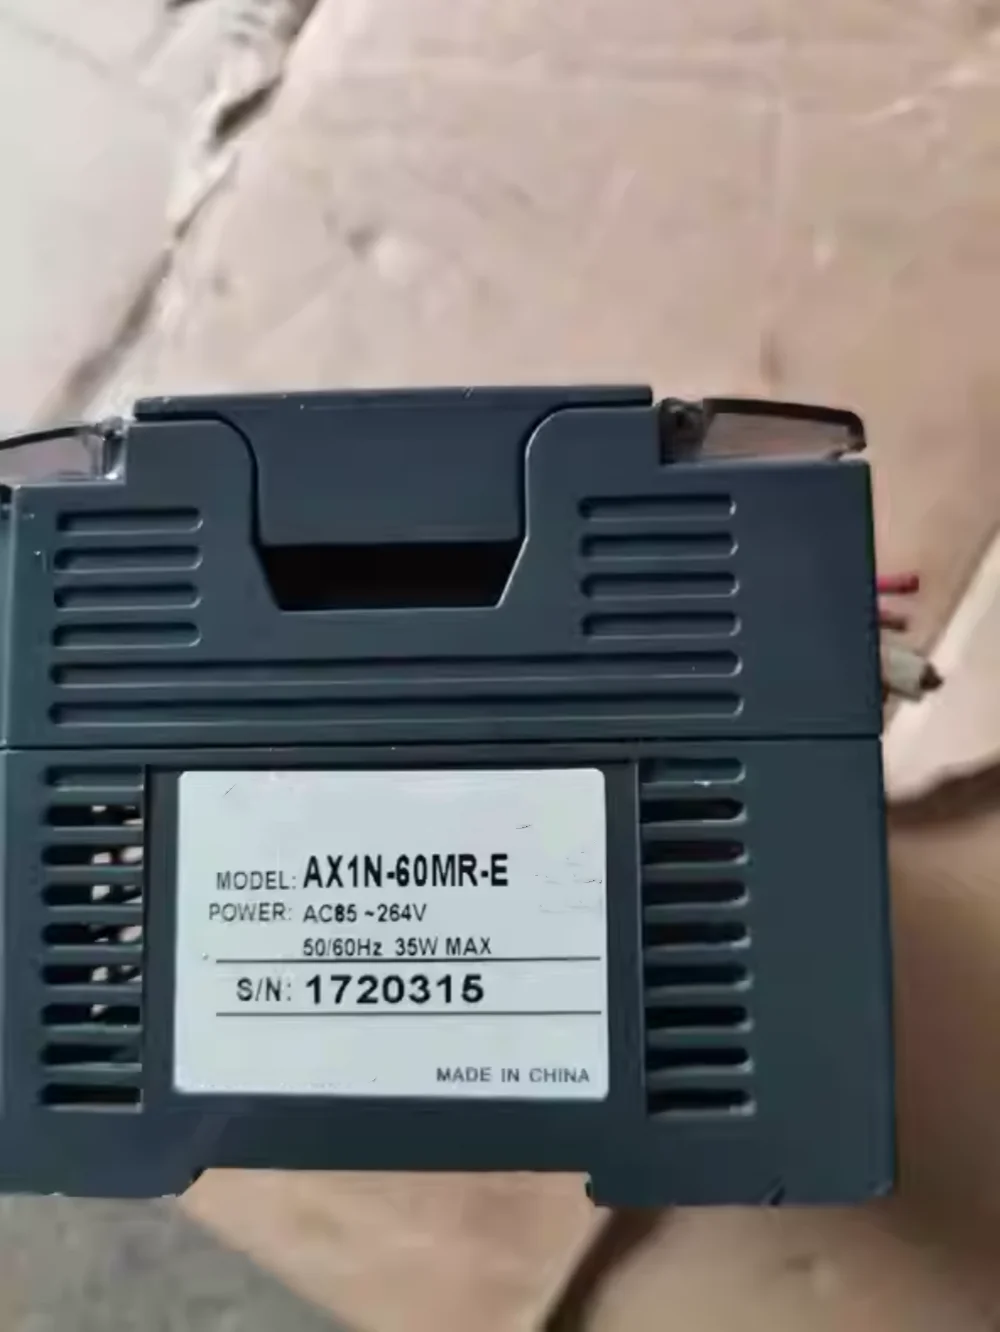 MODEL: AX1N-60MR-E
POWER: AC85 ~264V
50/60Hz 35W MAX
S/N: 1720315
MADE IN CHINA